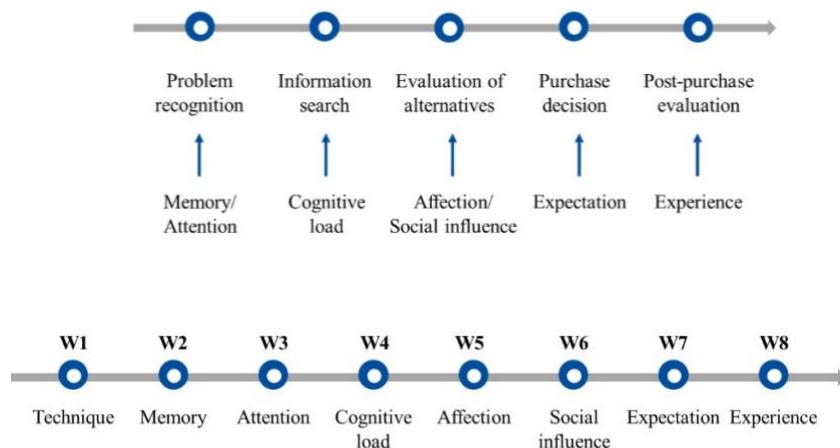 Problem recognition
Information search
Evaluation of alternatives
Purchase decision
Post-purchase evaluation
Memory/ Attention
Cognitive load
Affection/ Social influence
Expectation
Experience
W1 W2 W3 W4 W5 W6 W7 W8
Technique
Memory
Attention
Cognitive load
Affection
Social influence
Expectation
Experience